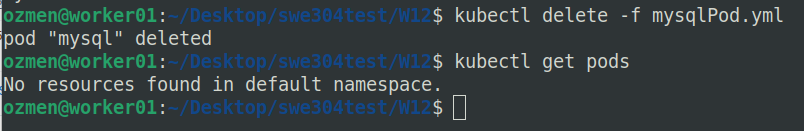 ozmen@worker01:~/Desktop/swe304test/W12$ kubectl delete -f mysqlPod.yml
pod "mysql" deleted
ozmen@worker01:~/Desktop/swe304test/W12$ kubectl get pods
No resources found in default namespace.
ozmen@worker01:~/Desktop/swe304test/W12$